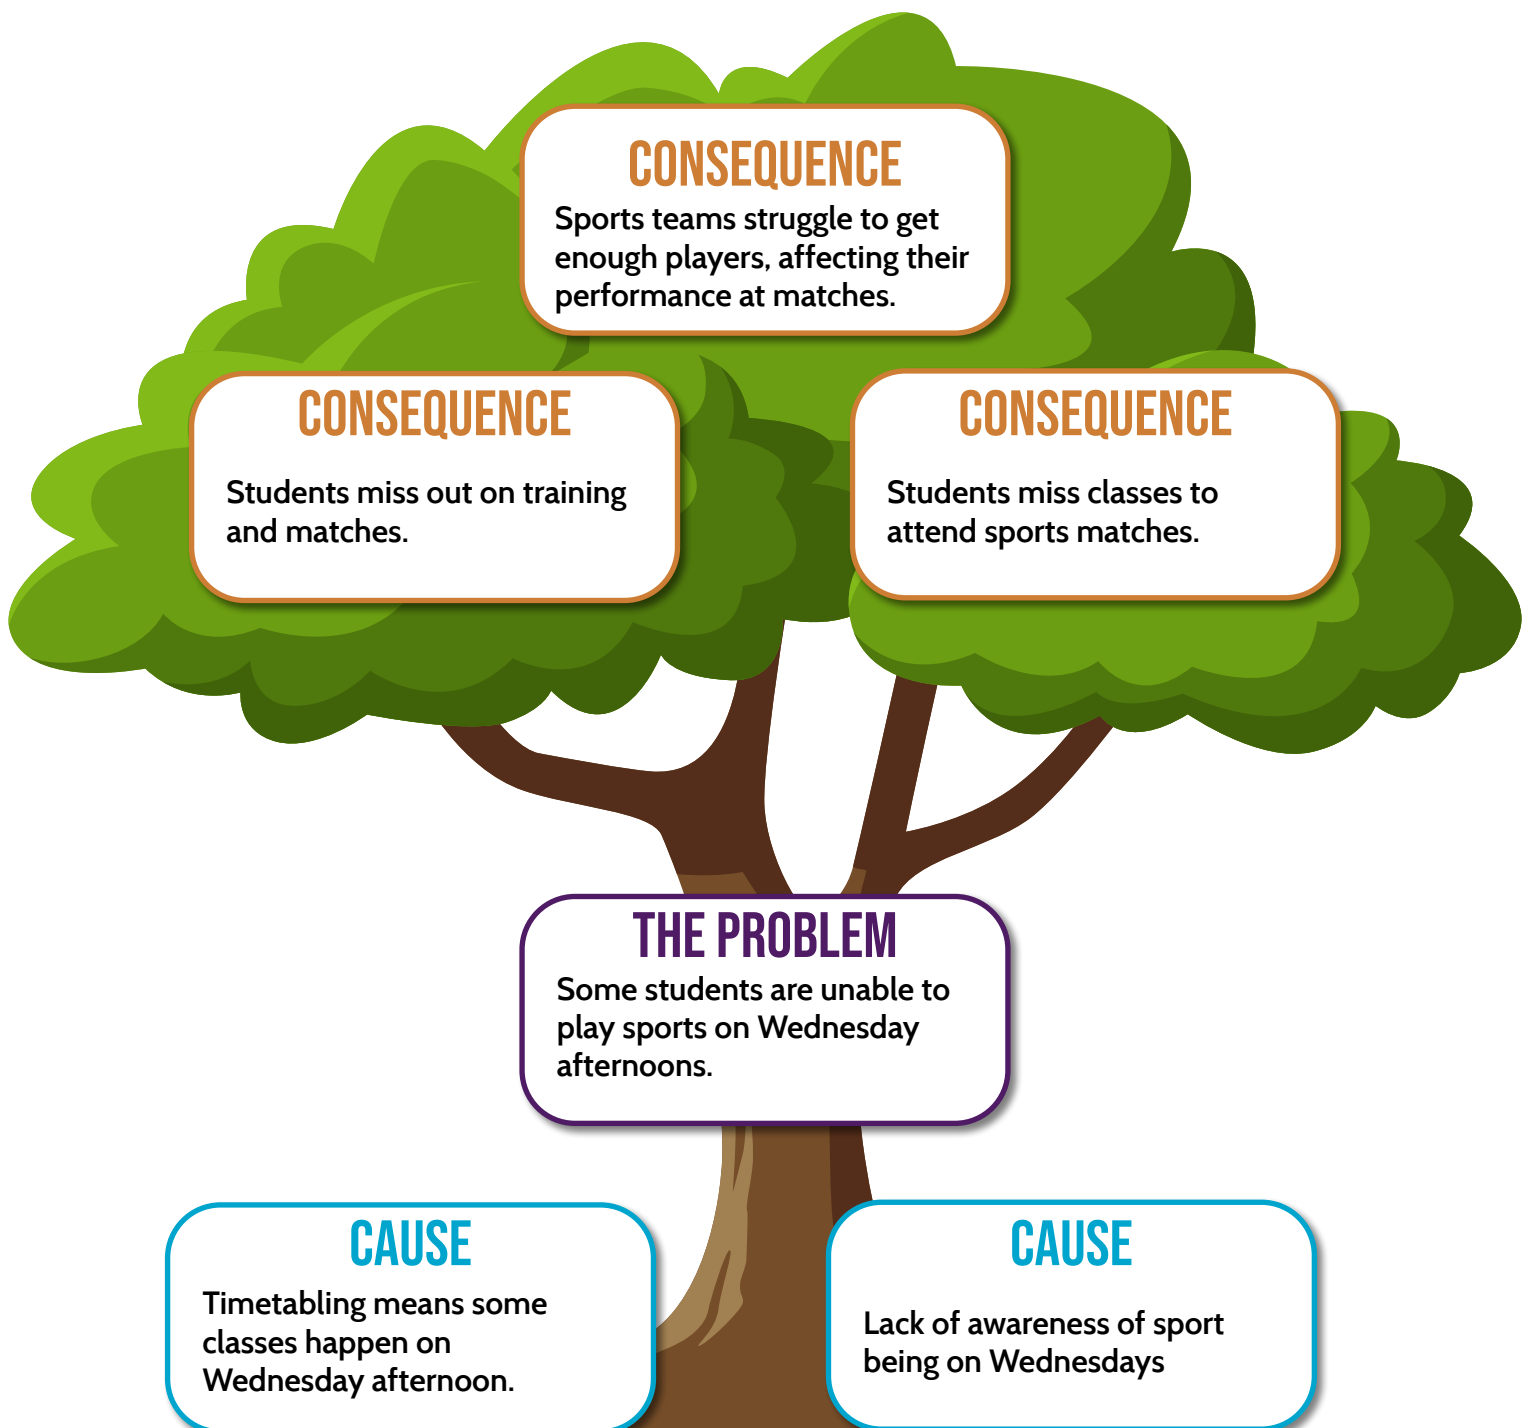 CONSEQUENCE
Sports teams struggle to get
enough players, affecting their
performance at matches.
CONSEQUENCE
Students miss out on training
and matches.
CONSEQUENCE
Students miss classes to
attend sports matches.
THE PROBLEM
Some students are unable to
play sports on Wednesday
afternoons.
CAUSE
Timetabling means some
classes happen on
Wednesday afternoon.
CAUSE
Lack of awareness of sport
being on Wednesdays